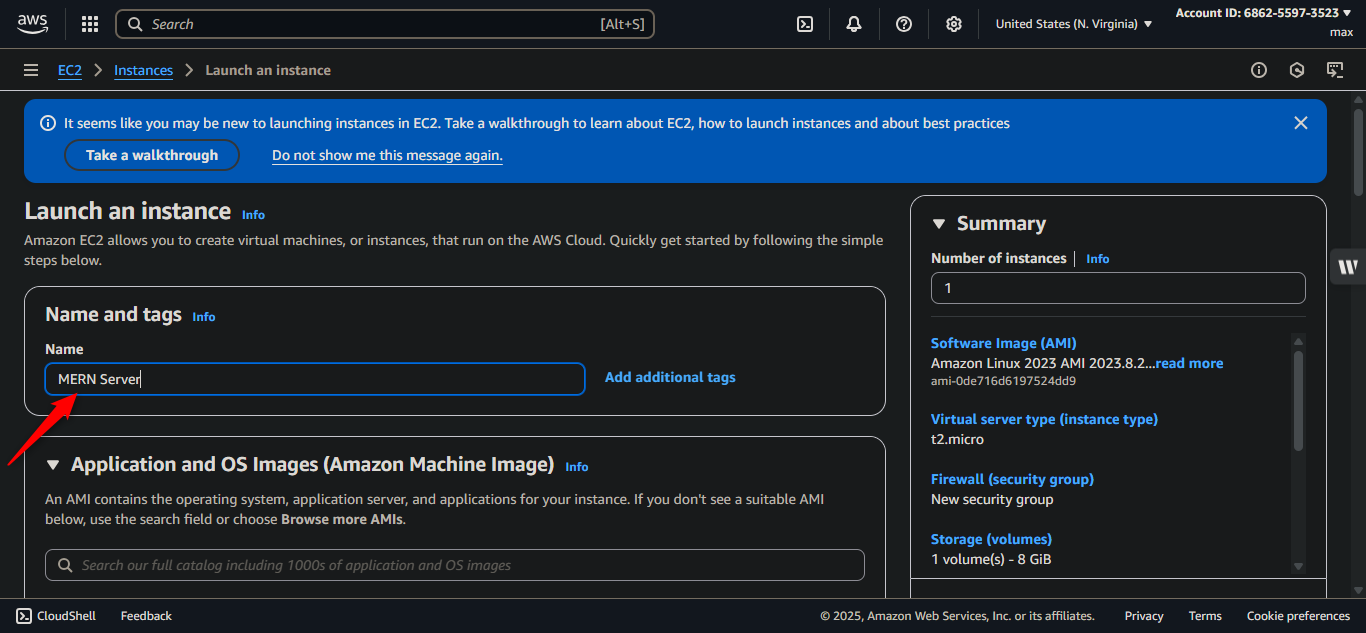 aws
Search [Alt+S]
United States (N. Virginia)
Account ID: 6862-5597-3523
max
EC2 Instances Launch an instance
It seems like you may be new to launching instances in EC2. Take a walkthrough to learn about EC2, how to launch instances and about best practices
Take a walkthrough Do not show me this message again.
Launch an instance Info
Amazon EC2 allows you to create virtual machines, or instances, that run on the AWS Cloud. Quickly get started by following the simple
steps below.
Name and tags Info
Name
MERN Server
Add additional tags
Application and OS Images (Amazon Machine Image) Info
An AMI contains the operating system, application server, and applications for your instance. If you don't see a suitable AMI
below, use the search field or choose Browse more AMIs.
Search our full catalog including 1000s of application and OS images
Summary
Number of instances Info
1
Software Image (AMI)
Amazon Linux 2023 AMI 2023.8.2...read more
ami-0de716d6197524dd9
Virtual server type (instance type)
t2.micro
Firewall (security group)
New security group
Storage (volumes)
1 volume(s) - 8 GiB
W
CloudShell Feedback
© 2025, Amazon Web Services, Inc. or its affiliates. Privacy Terms Cookie preferences